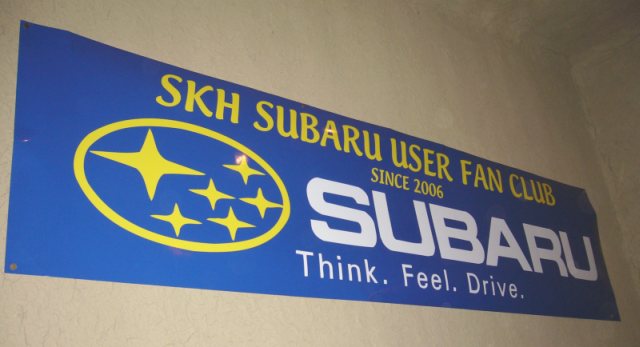 SKH SUBARU USER FAN CLUB
SINCE 2006
SUBARU
Think. Feel. Drive.